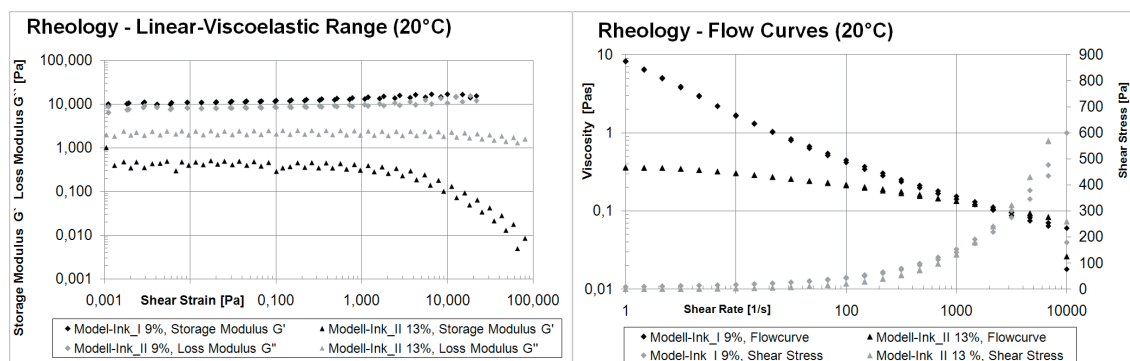 Rheology - Linear-Viscoelastic Range (20°C)
Storage Modulus G` Loss Modulus G`` [Pa]
100,000
10,000
1,000
0,100
0,010
0,001
0,001 0,010 0,100 1,000 10,000 100,000
Shear Strain [Pa]
Modell-Ink_I 9%, Storage Modulus G'
Modell-Ink_II 13%, Storage Modulus G'
Modell-Ink_II 9%, Loss Modulus G''
Modell-Ink_II 13%, Loss Modulus G''
Rheology - Flow Curves (20°C)
Viscosity [Pas]
10
1
0,1
0,01
900
800
700
600
500
400
300
200
100
0
Shear Stress [Pa]
1 100 1000 10000
Shear Rate [1/s]
Modell-Ink_I 9%, Flowcurve
Modell-Ink_II 13%, Flowcurve
Modell-Ink_I 9%, Shear Stress
Modell-Ink_II 13 %, Shear Stress